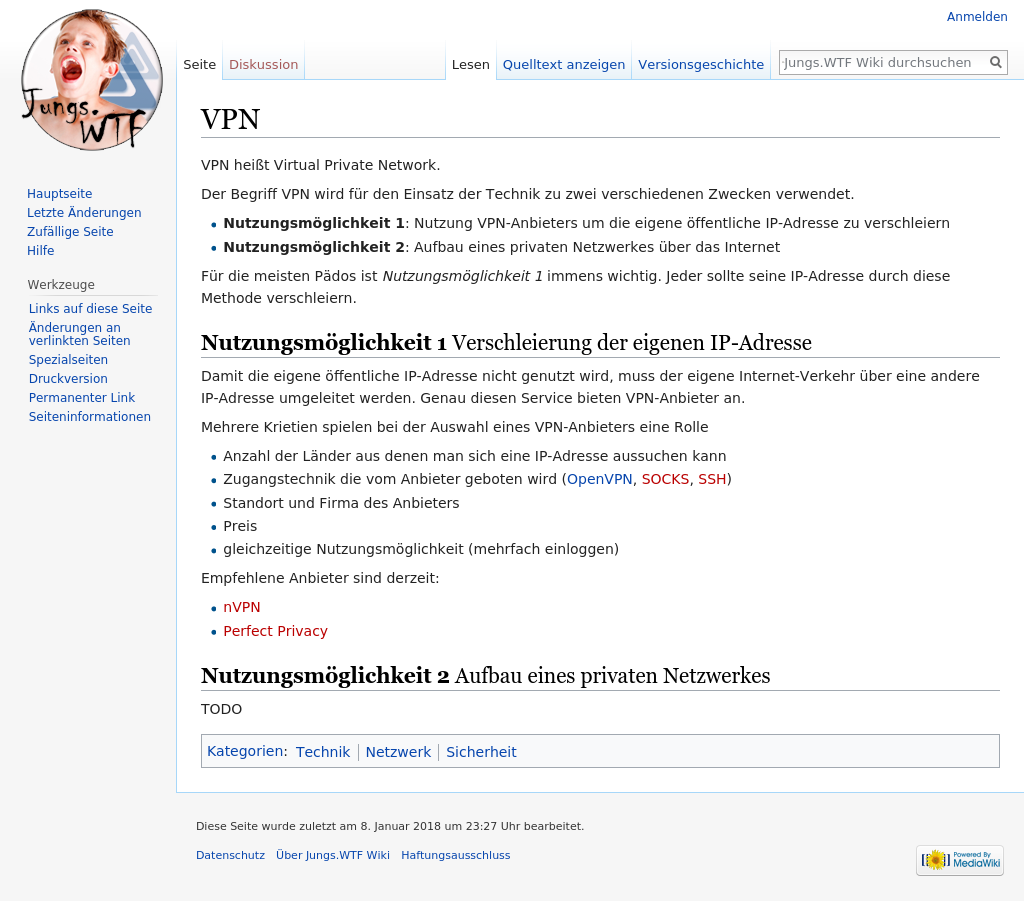 Anmelden
Seite Diskussion Lesen Quelltext anzeigen Versionsgeschichte Jungs.WTF Wiki durchsuchen
Jungs.
WTF
Hauptseite
Letzte Änderungen
Zufällige Seite
Hilfe
Werkzeuge
Links auf diese Seite
Änderungen an
verlinkten Seiten
Spezialseiten
Druckversion
Permanenter Link
Seiteninformationen
VPN
VPN heißt Virtual Private Network.
Der Begriff VPN wird für den Einsatz der Technik zu zwei verschiedenen Zwecken verwendet.
Nutzungsmöglichkeit 1: Nutzung VPN-Anbieters um die eigene öffentliche IP-Adresse zu verschleiern
Nutzungsmöglichkeit 2: Aufbau eines privaten Netzwerkes über das Internet
Für die meisten Pädos ist Nutzungsmöglichkeit 1 immens wichtig. Jeder sollte seine IP-Adresse durch diese
Methode verschleiern.
Nutzungsmöglichkeit 1 Verschleierung der eigenen IP-Adresse
Damit die eigene öffentliche IP-Adresse nicht genutzt wird, muss der eigene Internet-Verkehr über eine andere
IP-Adresse umgeleitet werden. Genau diesen Service bieten VPN-Anbieter an.
Mehrere Krietien spielen bei der Auswahl eines VPN-Anbieters eine Rolle
Anzahl der Länder aus denen man sich eine IP-Adresse aussuchen kann
Zugangstechnik die vom Anbieter geboten wird (OpenVPN, SOCKS, SSH)
Standort und Firma des Anbieters
Preis
gleichzeitige Nutzungsmöglichkeit (mehrfach einloggen)
Empfehlene Anbieter sind derzeit:
nVPN
Perfect Privacy
Nutzungsmöglichkeit 2 Aufbau eines privaten Netzwerkes
TODO
Kategorien: Technik Netzwerk Sicherheit
Diese Seite wurde zuletzt am 8. Januar 2018 um 23:27 Uhr bearbeitet.
Datenschutz Über Jungs.WTF Wiki Haftungsausschluss
Powered By
MediaWiki